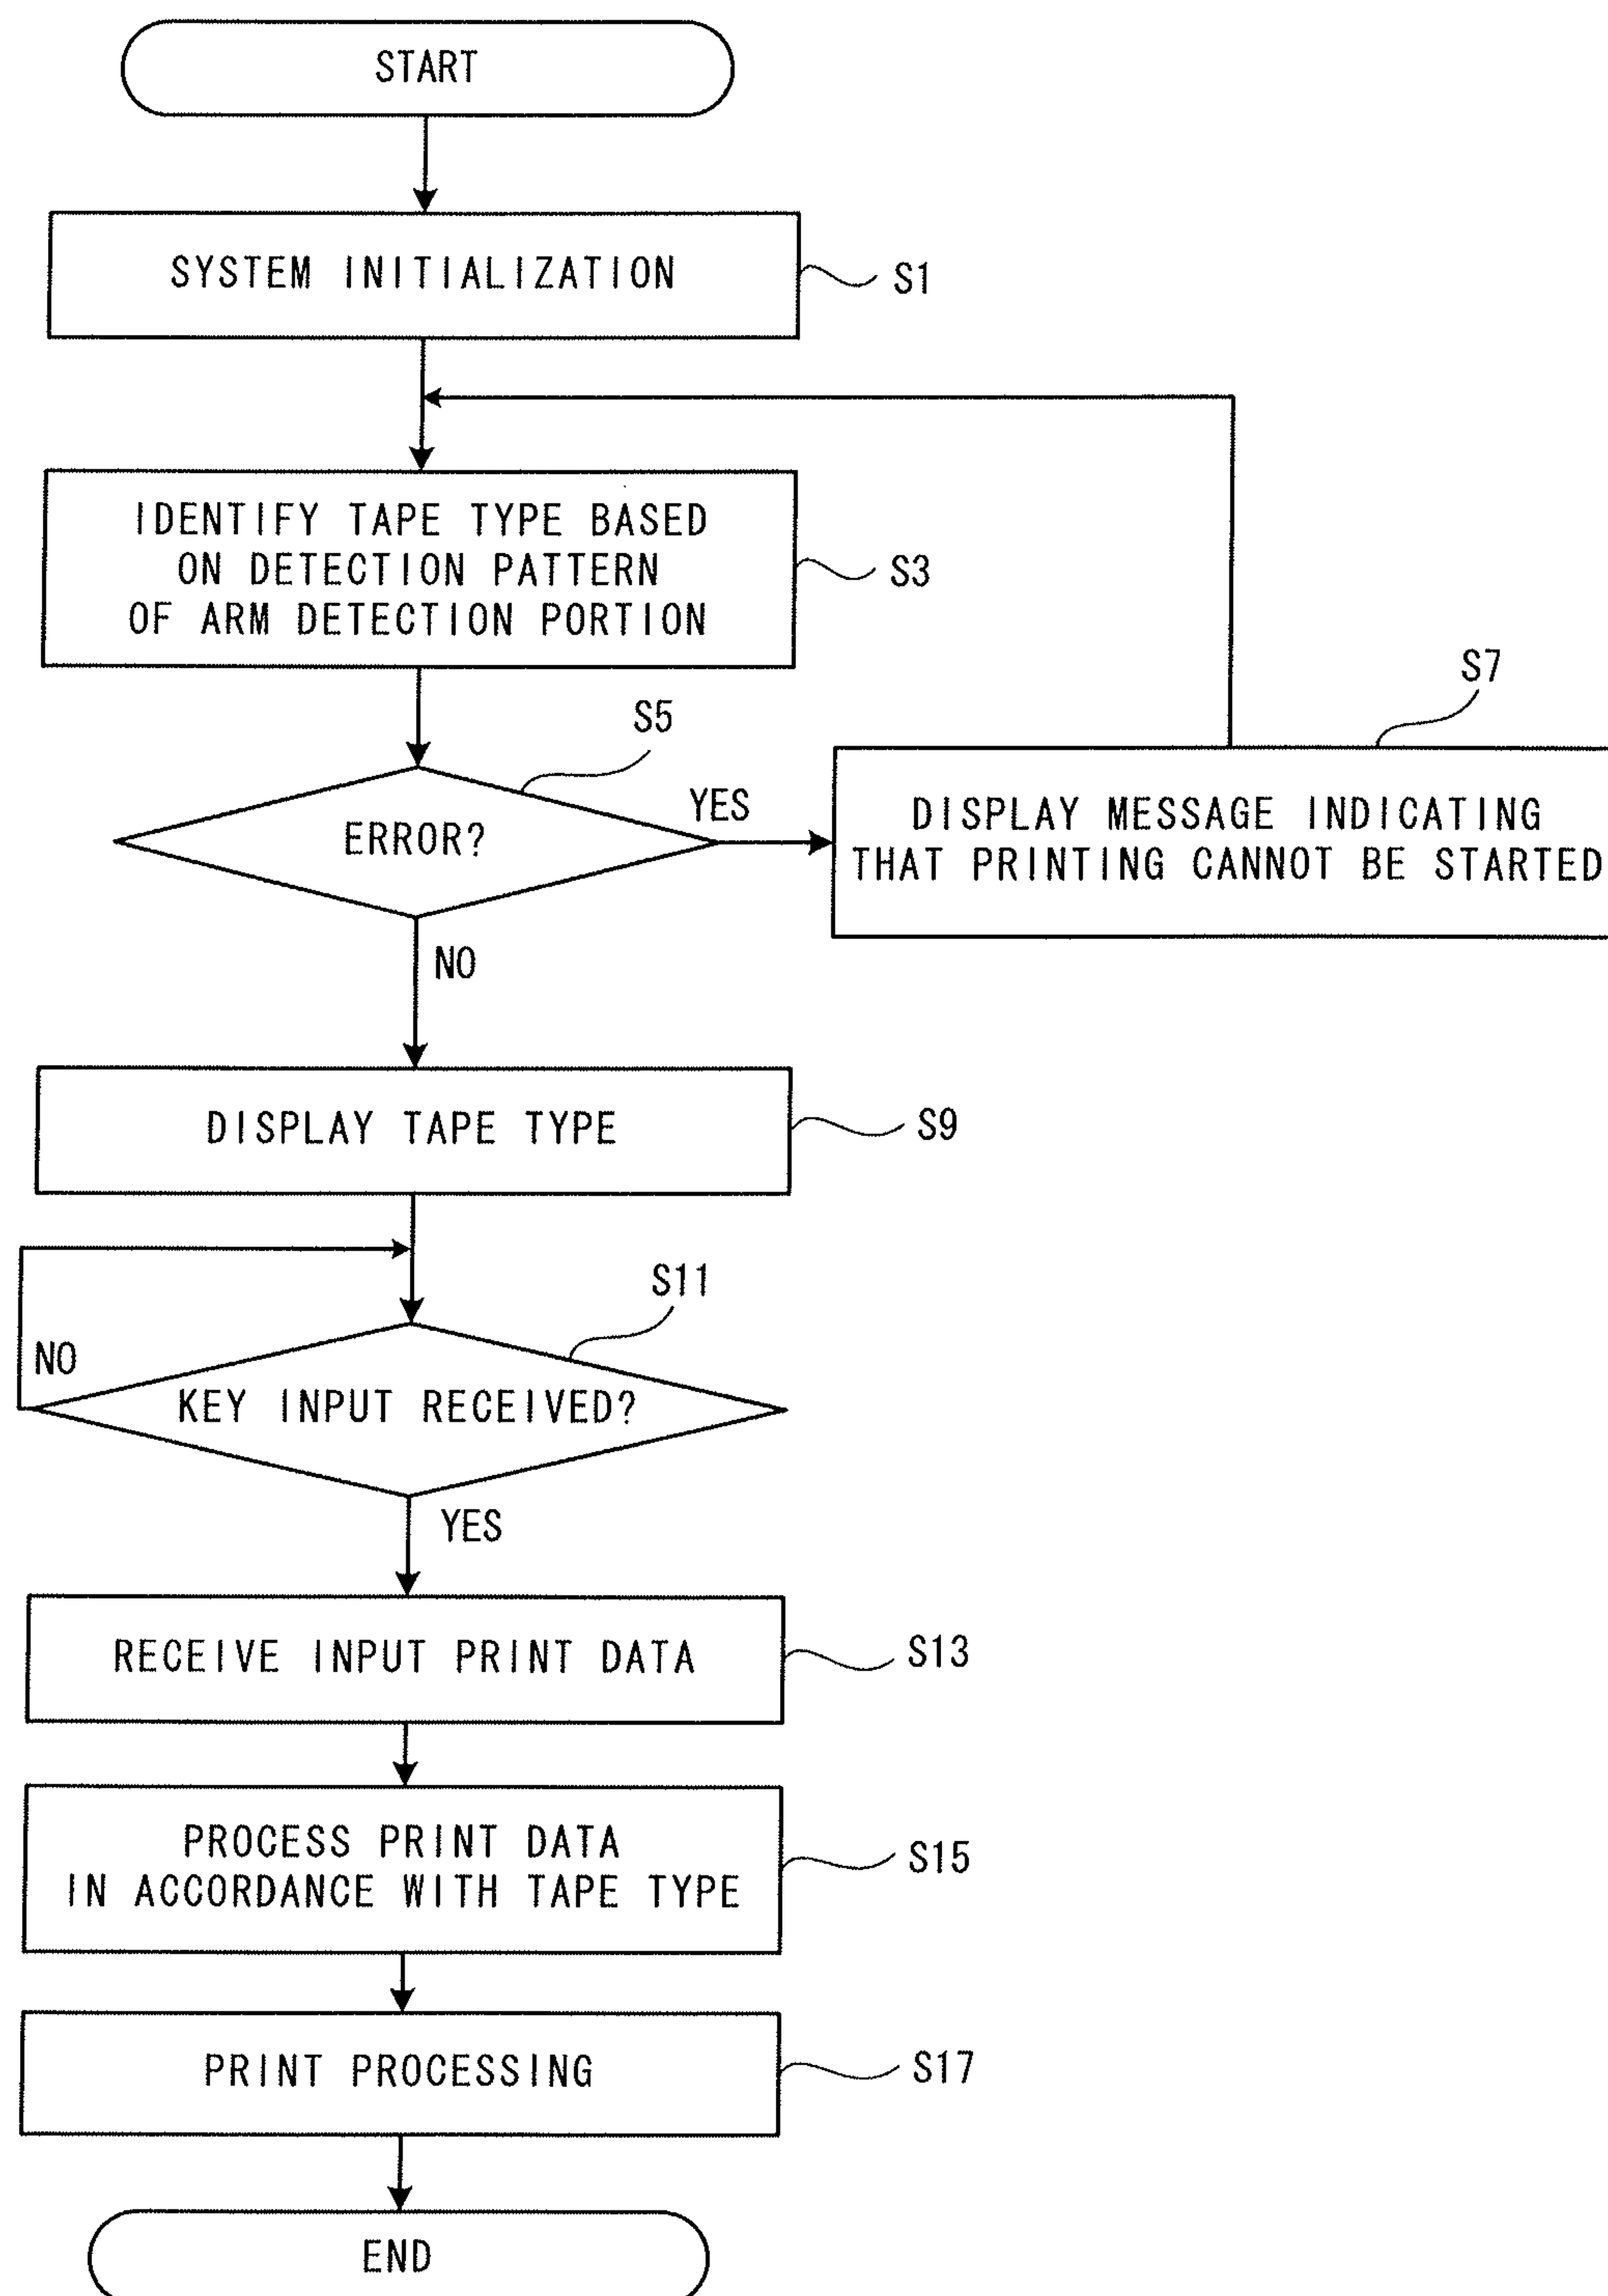 START
SYSTEM INITIALIZATION
S1
IDENTIFY TAPE TYPE BASED
ON DETECTION PATTERN
OF ARM DETECTION PORTION
S3
S5
ERROR?
YES
S7
DISPLAY MESSAGE INDICATING
THAT PRINTING CANNOT BE STARTED
NO
DISPLAY TAPE TYPE
S9
S11
NO
KEY INPUT RECEIVED?
YES
RECEIVE INPUT PRINT DATA
S13
PROCESS PRINT DATA
IN ACCORDANCE WITH TAPE TYPE
S15
PRINT PROCESSING
S17
END